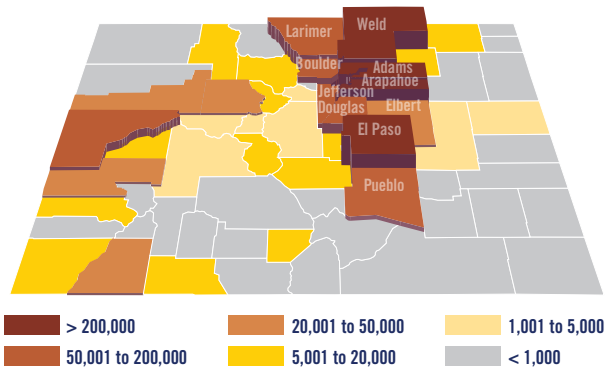 Larimer
Weld
Boulder
Adams
Arapahoe
Jefferson
Douglas
Elbert
El Paso
Pueblo
> 200,000
20,001 to 50,000
1,001 to 5,000
50,001 to 200,000
5,001 to 20,000
< 1,000